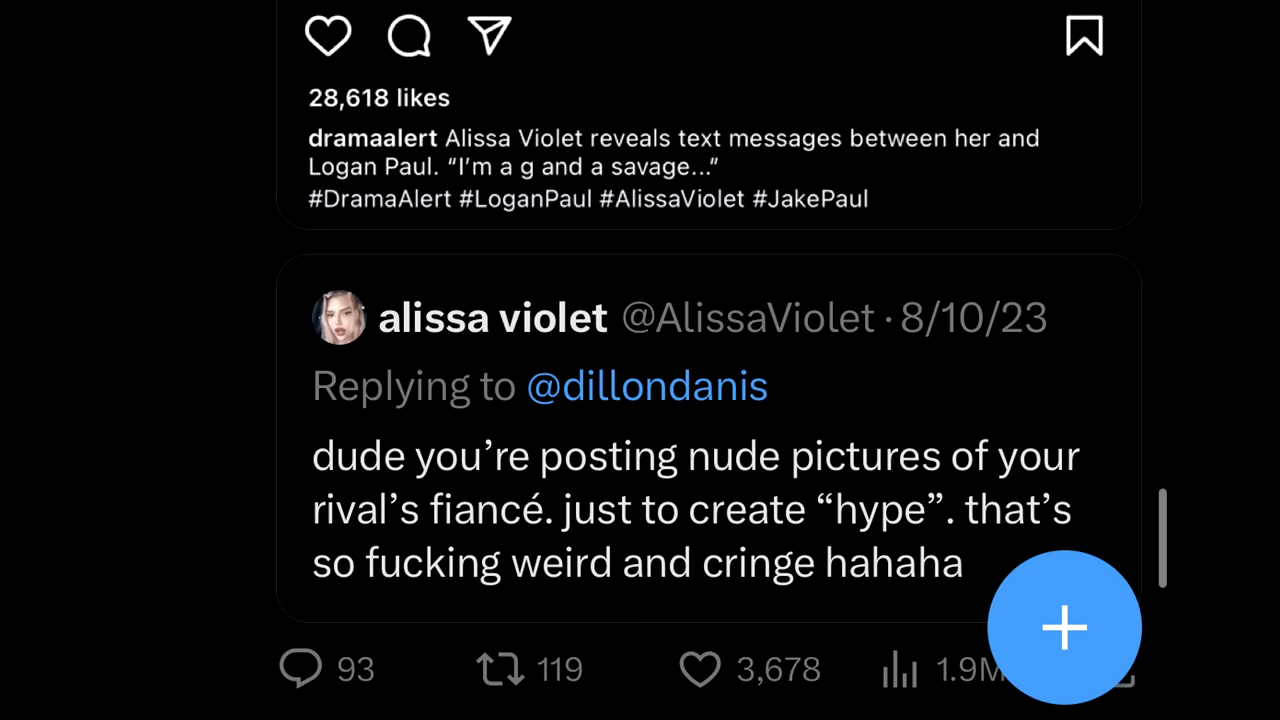 28,618 likes
dramaalert Alissa Violet reveals text messages between her and
Logan Paul. “I’m a g and a savage...”
#DramaAlert #LoganPaul #AlissaViolet #JakePaul
alissa violet @AlissaViolet · 8/10/23
Replying to @dillondanis
dude you’re posting nude pictures of your
rival’s fiancé. just to create “hype”. that’s
so fucking weird and cringe hahaha
93 119 3,678 1.9M